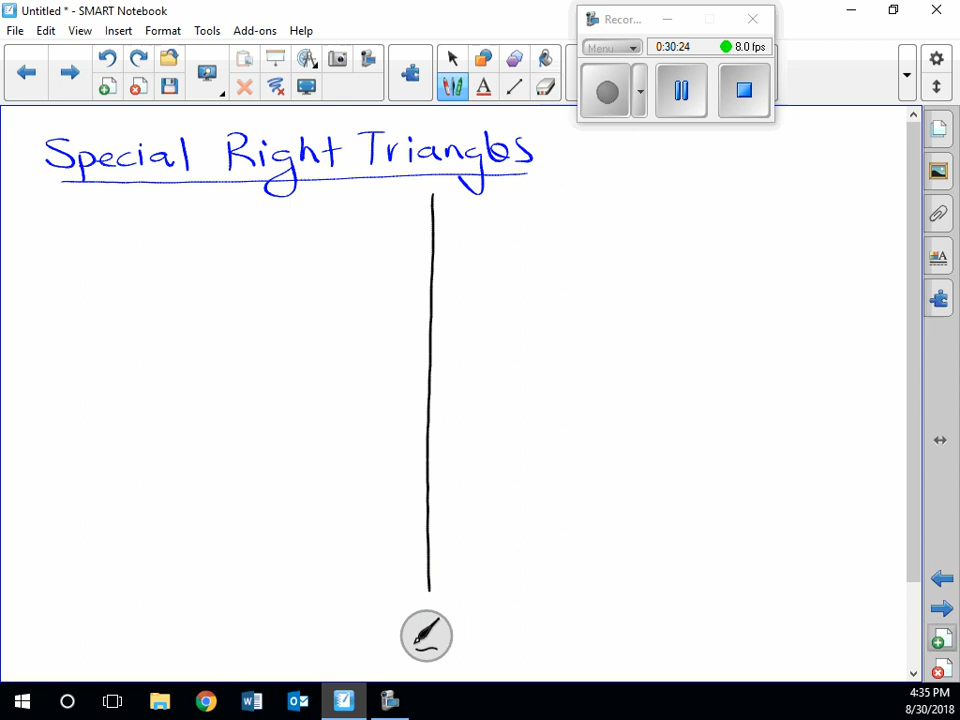 Untitled * - SMART Notebook
File Edit View Insert Format Tools Add-ons Help
Recor...
Menu 0:30:24 8.0 fps
Special Right Triangles
4:35 PM
8/30/2018